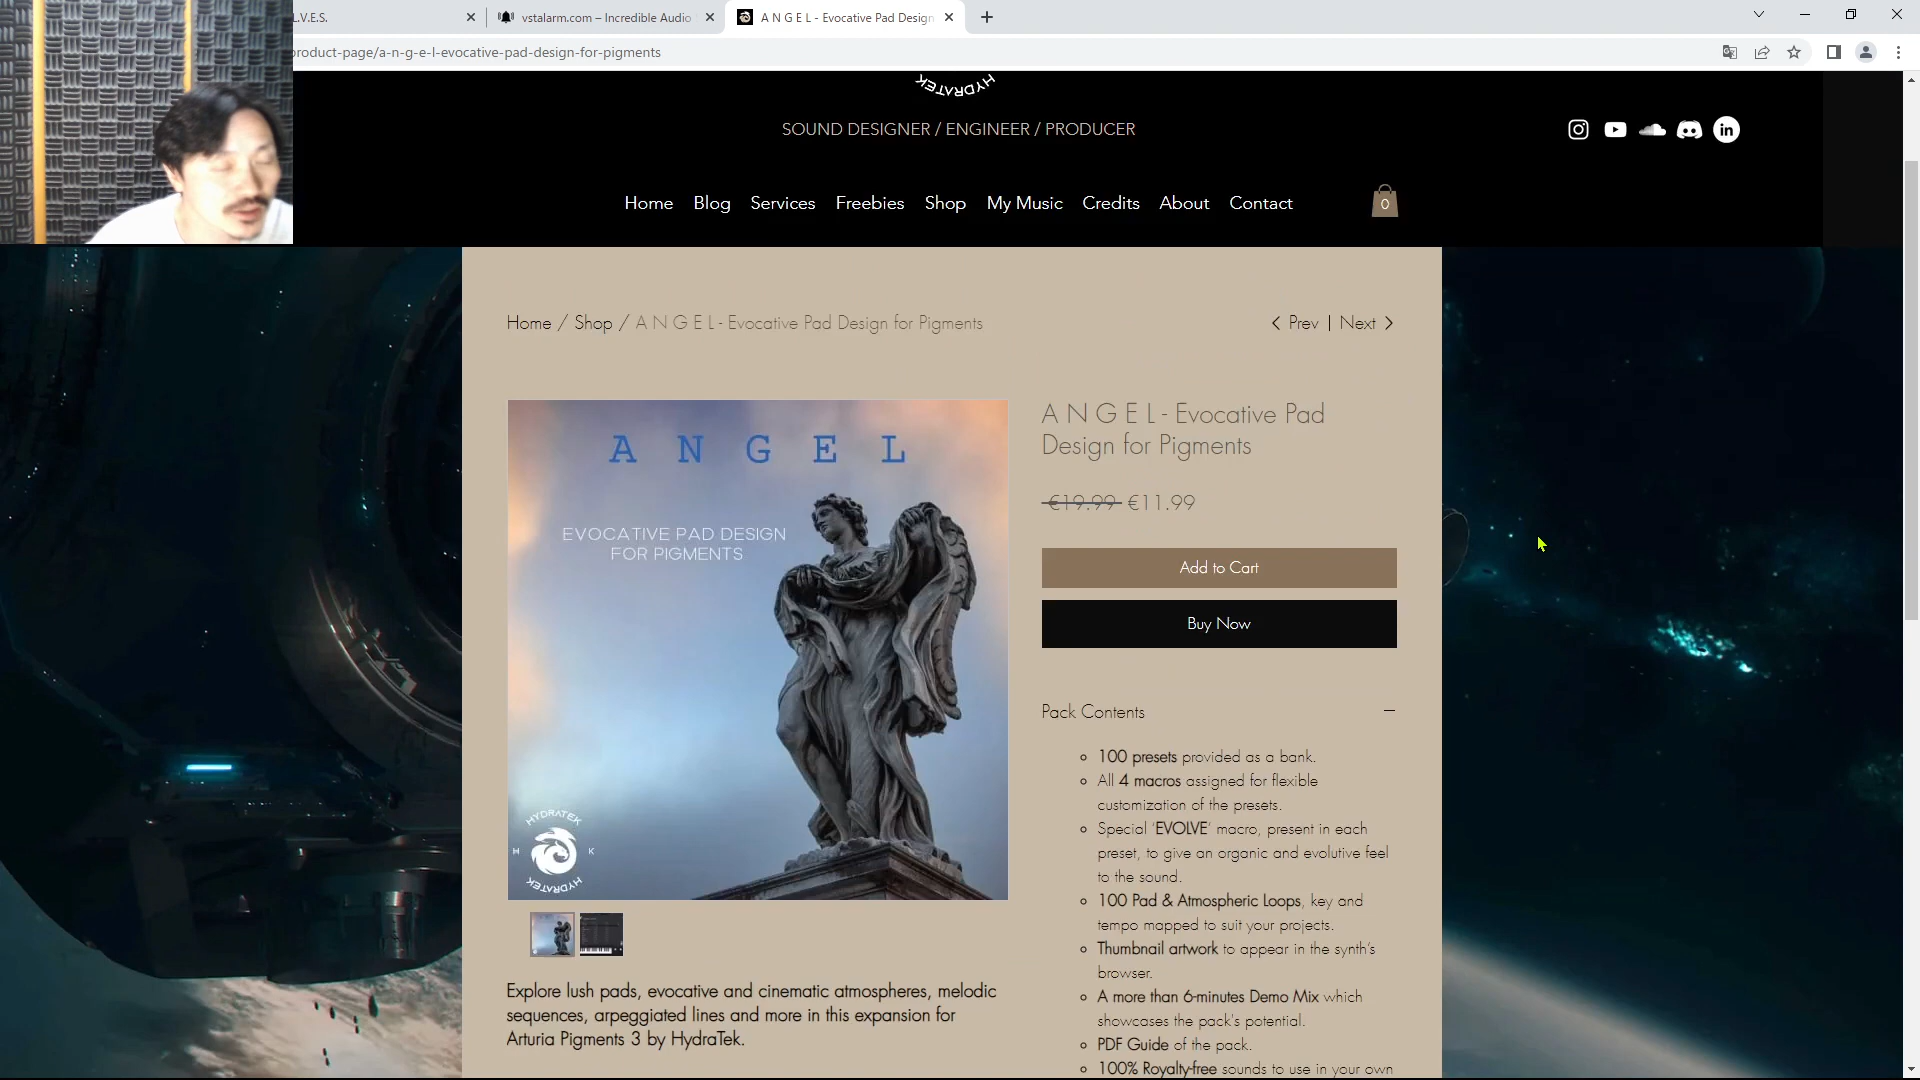 L.V.E.S.
vstalarm.com – Incredible Audio
A N G E L - Evocative Pad Design
product-page/a-n-g-e-l-evocative-pad-design-for-pigments
HYDRATEK
SOUND DESIGNER / ENGINEER / PRODUCER
Home Blog Services Freebies Shop My Music Credits About Contact
0
Home / Shop / A N G E L - Evocative Pad Design for Pigments
Prev | Next
A N G E L
EVOCATIVE PAD DESIGN
FOR PIGMENTS
HYDRATEK
H K
HYDRATEK
A N G E L - Evocative Pad
Design for Pigments
€19.99 €11.99
Add to Cart
Buy Now
Pack Contents
100 presets provided as a bank.
All 4 macros assigned for flexible
customization of the presets.
Special ‘EVOLVE’ macro, present in each
preset, to give an organic and evolutive feel
to the sound.
100 Pad & Atmospheric Loops, key and
tempo mapped to suit your projects.
Thumbnail artwork to appear in the synth’s
browser.
A more than 6-minutes Demo Mix which
showcases the pack's potential.
PDF Guide of the pack.
100% Royalty-free sounds to use in your own
Explore lush pads, evocative and cinematic atmospheres, melodic
sequences, arpeggiated lines and more in this expansion for
Arturia Pigments 3 by HydraTek.